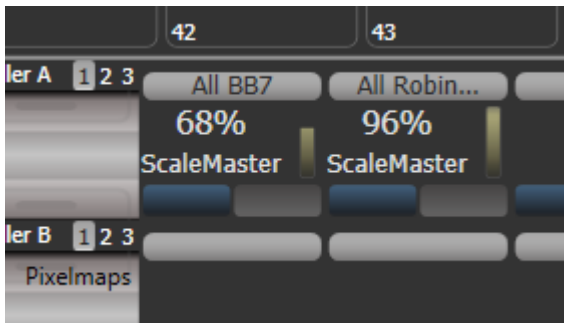 42 43
ler A 1 2 3 All BB7 All Robin...
68% 96%
ScaleMaster ScaleMaster
ler B 1 2 3
Pixelmaps